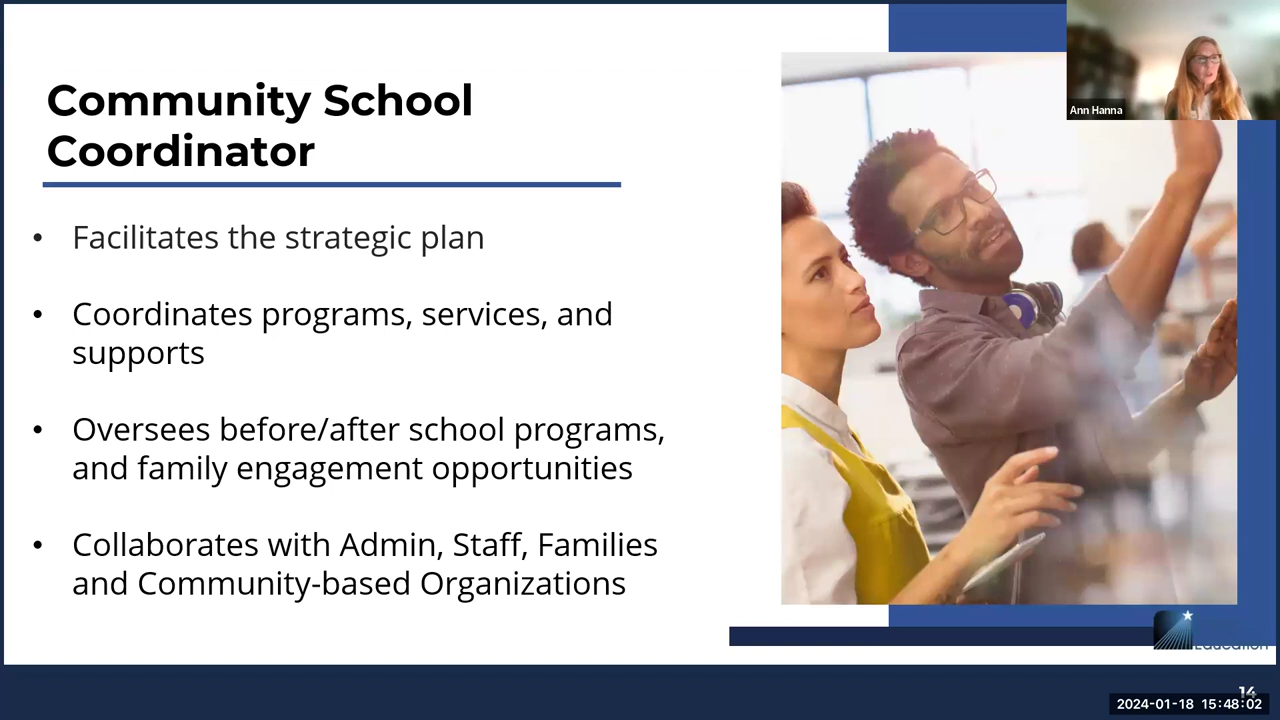 Community School
Coordinator
• Facilitates the strategic plan
• Coordinates programs, services, and
supports
• Oversees before/after school programs,
and family engagement opportunities
• Collaborates with Admin, Staff, Families
and Community-based Organizations
Ann Hanna
Education
14
2024-01-18 15:48:02